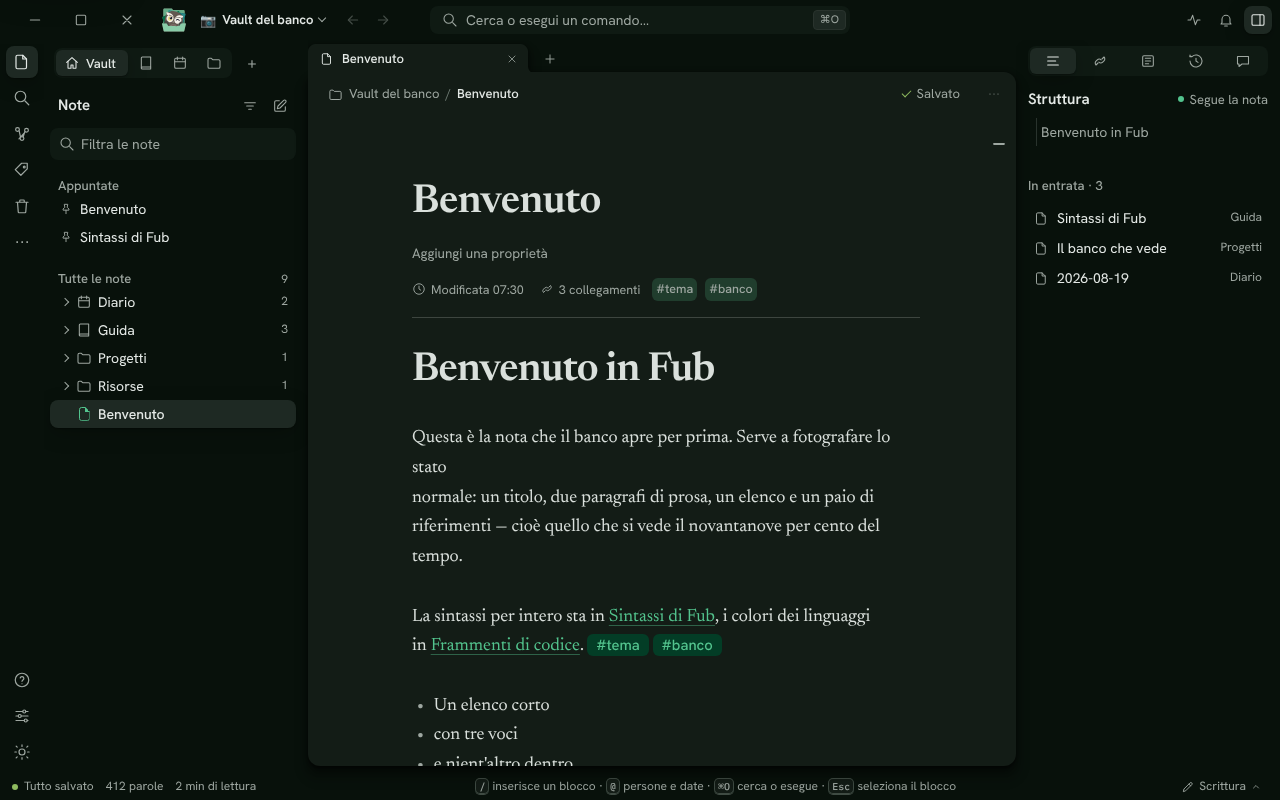 Vault del banco
Cerca o esegui un comando…
⌘O
Vault
Note
Filtra le note
Appuntate
Benvenuto
Sintassi di Fub
Tutte le note 9
Diario 2
Guida 3
Progetti 1
Risorse 1
Benvenuto
Benvenuto
Vault del banco / Benvenuto
Salvato
Benvenuto
Aggiungi una proprietà
Modificata 07:30 3 collegamenti #tema #banco
Benvenuto in Fub
Questa è la nota che il banco apre per prima. Serve a fotografare lo
stato
normale: un titolo, due paragrafi di prosa, un elenco e un paio di
riferimenti — cioè quello che si vede il novantanove per cento del
tempo.
La sintassi per intero sta in Sintassi di Fub, i colori dei linguaggi
in Frammenti di codice. #tema #banco
• Un elenco corto
• con tre voci
• e nient'altro dentro
Struttura
Segue la nota
Benvenuto in Fub
In entrata · 3
Sintassi di Fub Guida
Il banco che vede Progetti
2026-08-19 Diario
Tutto salvato 412 parole 2 min di lettura
/ inserisce un blocco · @ persone e date · ⌘O cerca o esegue · Esc seleziona il blocco
Scrittura